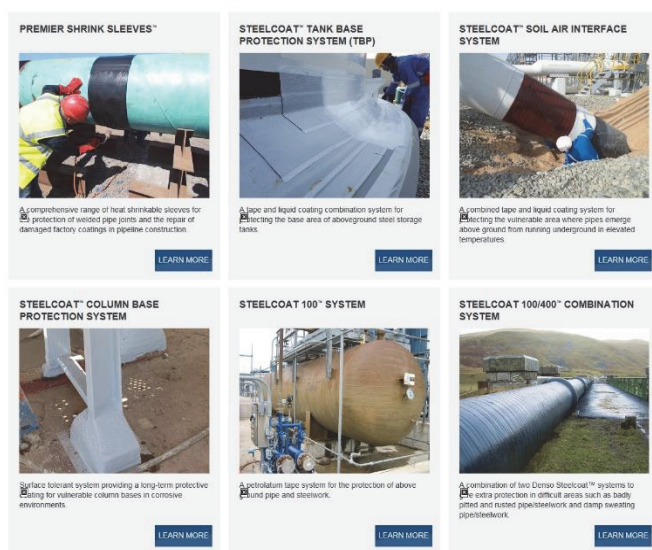 PREMIER SHRINK SLEEVES™
A comprehensive range of heat shrinkable sleeves for
the protection of welded pipe joints and the repair of
damaged factory coatings in pipeline construction.
LEARN MORE
STEELCOAT™ TANK BASE
PROTECTION SYSTEM (TBP)
A tape and liquid coating combination system for
protecting the base area of aboveground steel storage
tanks.
LEARN MORE
STEELCOAT™ SOIL AIR INTERFACE
SYSTEM
A combined tape and liquid coating system for
protecting the vulnerable area where pipes emerge
above ground from running underground in elevated
temperatures.
LEARN MORE
STEELCOAT™ COLUMN BASE
PROTECTION SYSTEM
Surface tolerant system providing a long-term protective
coating for vulnerable column bases in corrosive
environments.
LEARN MORE
STEELCOAT 100™ SYSTEM
A petrolatum tape system for the protection of above
ground pipe and steelwork.
LEARN MORE
STEELCOAT 100/400™ COMBINATION
SYSTEM
A combination of two Denso Steelcoat™ systems to
give extra protection in difficult areas such as badly
pitted and rusted pipe/steelwork and damp sweating
pipe/steelwork.
LEARN MORE